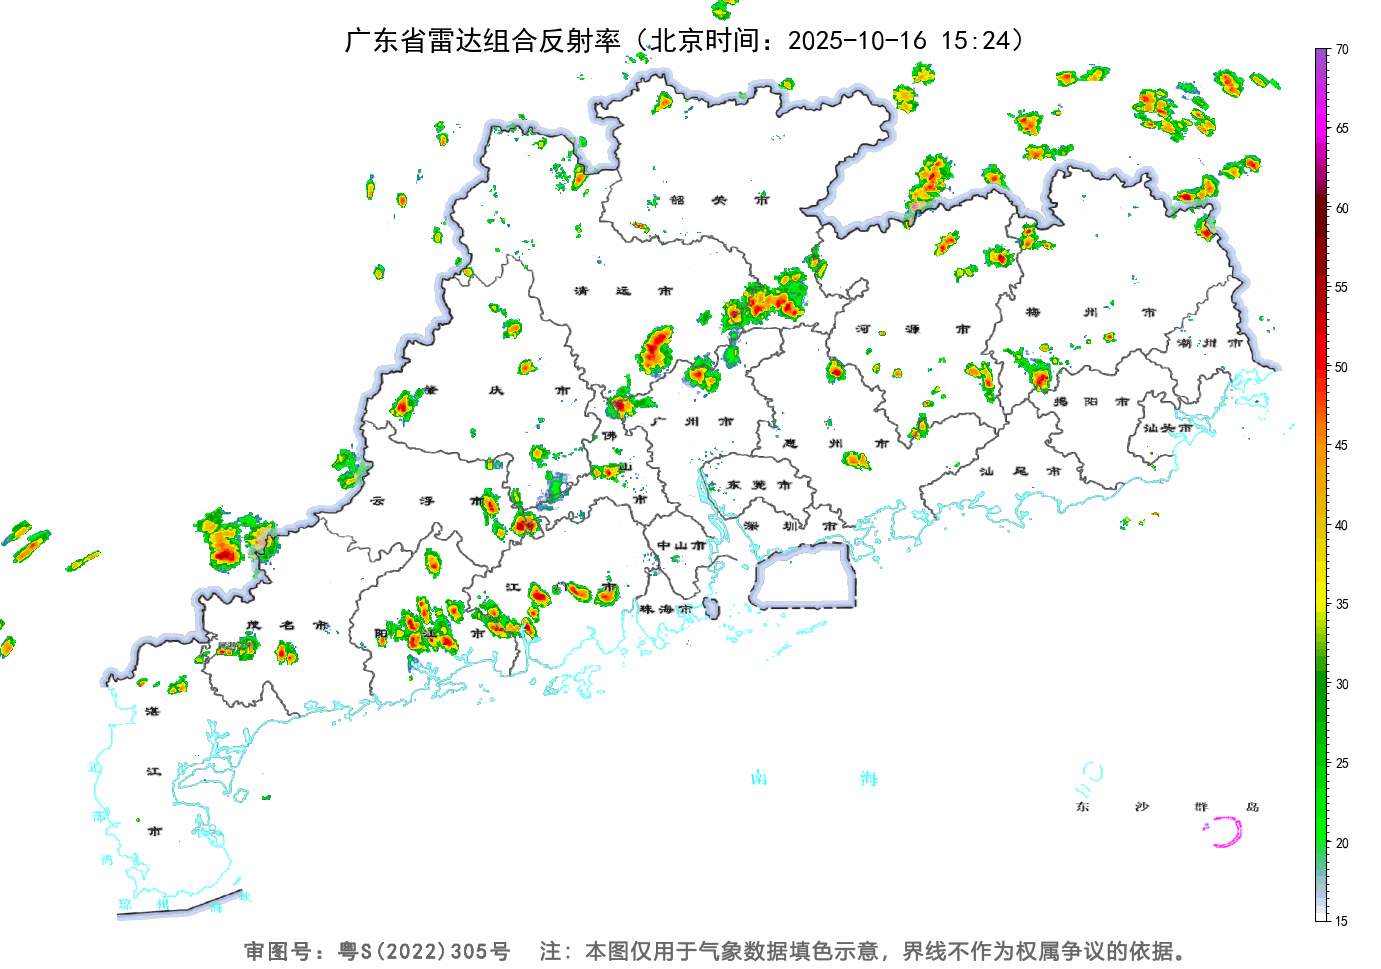 广东省雷达组合反射率（北京时间：2025-10-16 15:24）
70
65
60
55
50
45
40
35
30
25
20
15
韶关市
清远市
河源市
梅州市
潮州市
肇庆市
广州市
佛山市
惠州市
揭阳市
汕头市
汕尾市
东莞市
云浮市
深圳市
中山市
江门市
珠海市
茂名市
阳江市
湛江市
北部湾
琼州海峡
南海
东沙群岛
审图号：粤S(2022)305号 注：本图仅用于气象数据填色示意，界线不作为权属争议的依据。